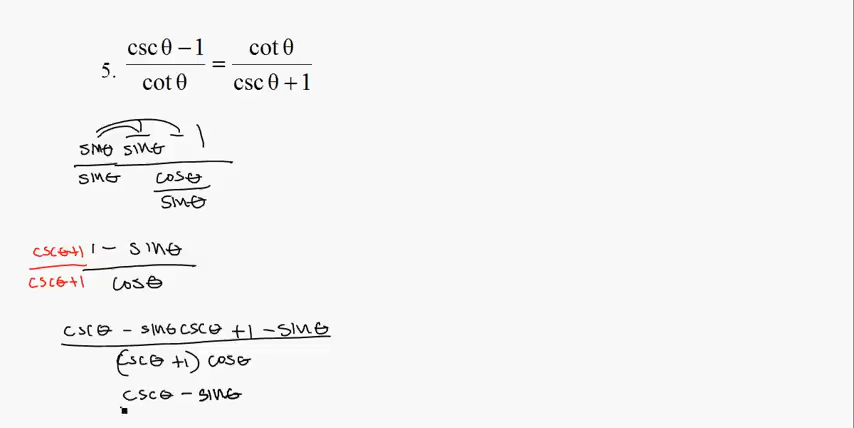 5. cscθ − 1 / cotθ = cotθ / cscθ + 1
sinθ / sinθ · 1 / sinθ − 1 / cosθ / sinθ
cscθ+1 / cscθ+1 · 1 − sinθ / cosθ
cscθ − sinθcscθ + 1 − sinθ
(cscθ + 1) cosθ
cscθ − sinθ